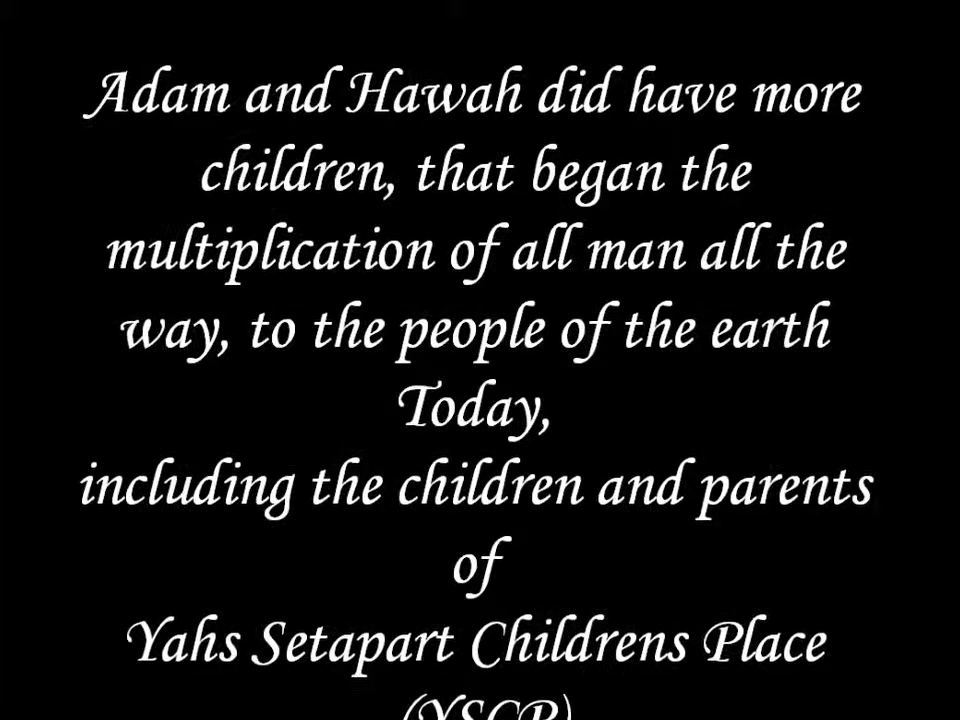 Adam and Hawah did have more
children, that began the
multiplication of all man all the
way, to the people of the earth
Today,
including the children and parents
of
Yahs Setapart Childrens Place
(YSCP)